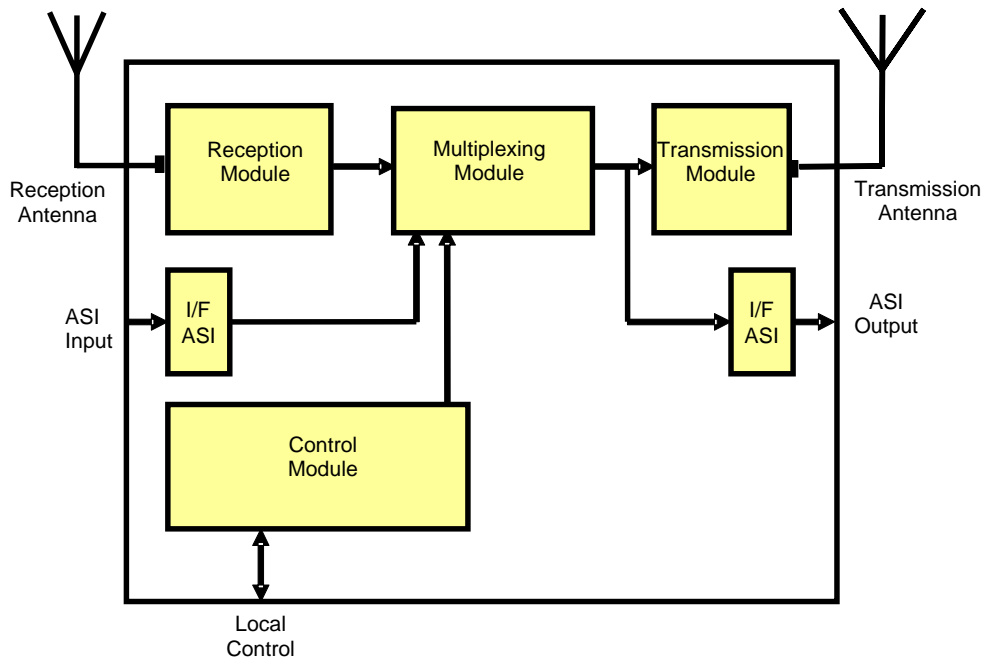 Reception
Module
Multiplexing
Module
Transmission
Module
Reception
Antenna
Transmission
Antenna
ASI
Input
I/F
ASI
I/F
ASI
ASI
Output
Control
Module
Local
Control